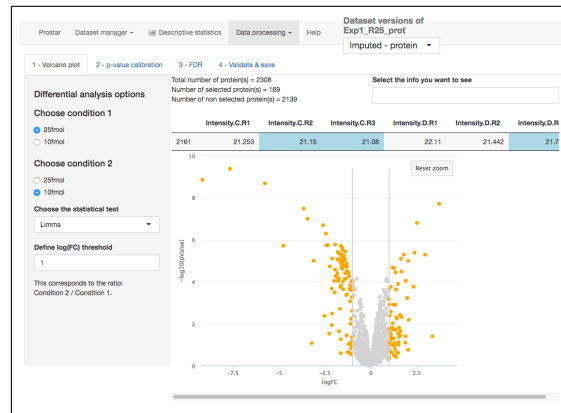 Prostar Dataset manager Descriptive statistics Data processing Help
Dataset versions of
Exp1_R25_prot
Imputed - protein
1 - Volcano plot 2 - p-value calibration 3 - FDR 4 - Validate & save
Differential analysis options
Choose condition 1
25fmol
10fmol
Choose condition 2
25fmol
10fmol
Choose the statistical test
Limma
Define log(FC) threshold
1
This corresponds to the ratio:
Condition 2 / Condition 1.
Total number of protein(s) = 2308
Number of selected protein(s) = 169
Number of non selected protein(s) = 2139
Select the info you want to see
Intensity.C.R1 Intensity.C.R2 Intensity.C.R3 Intensity.D.R1 Intensity.D.R2 Intensity.D.R
2161 21.253 21.15 21.08 22.11 21.442 21.7
Reset zoom
10
8
6
4
2
0
-log10(pValue)
−7.5 −5 −2.5 0 2.5
logFC